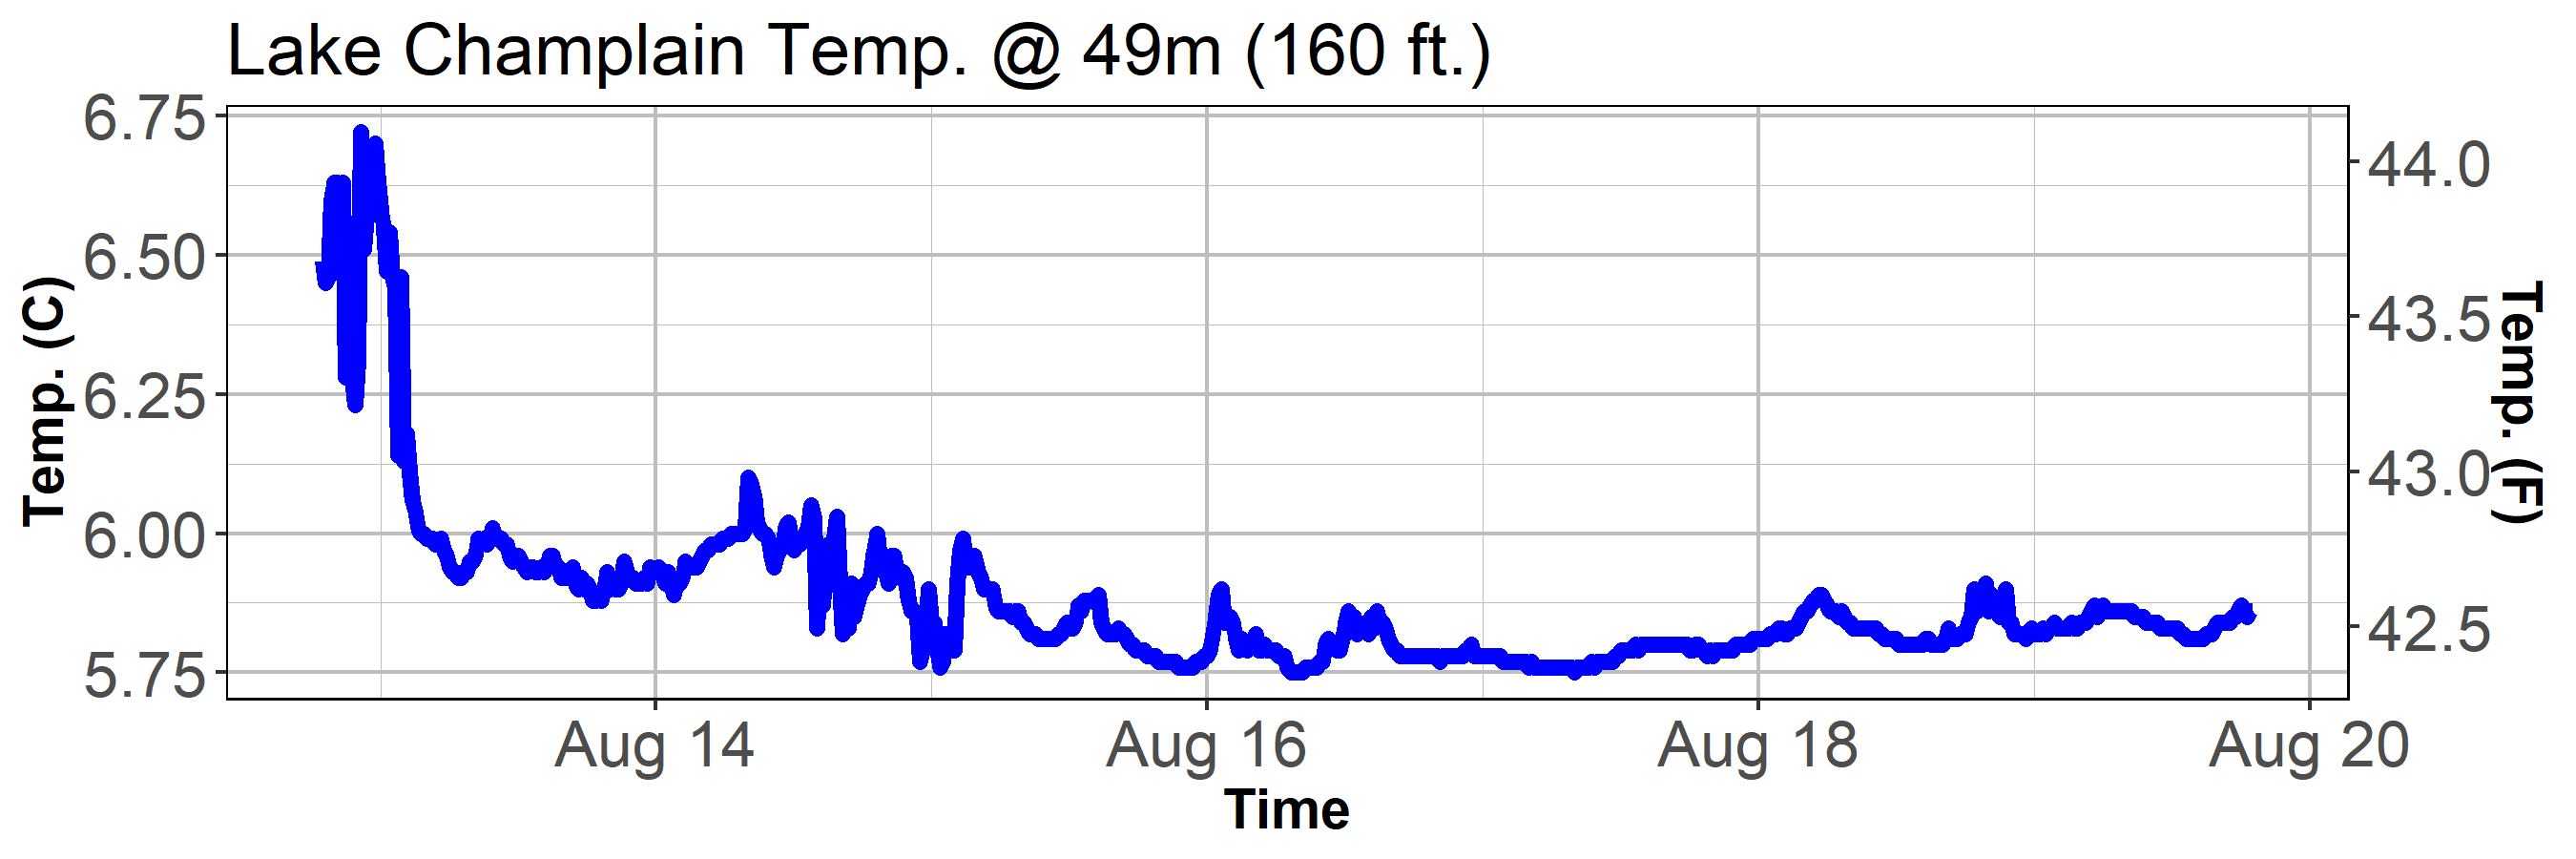 Lake Champlain Temp. @ 49m (160 ft.)
Temp. (C)
6.75
6.50
6.25
6.00
5.75
44.0
43.5
43.0
42.5
Temp. (F)
Aug 14
Aug 16
Aug 18
Aug 20
Time